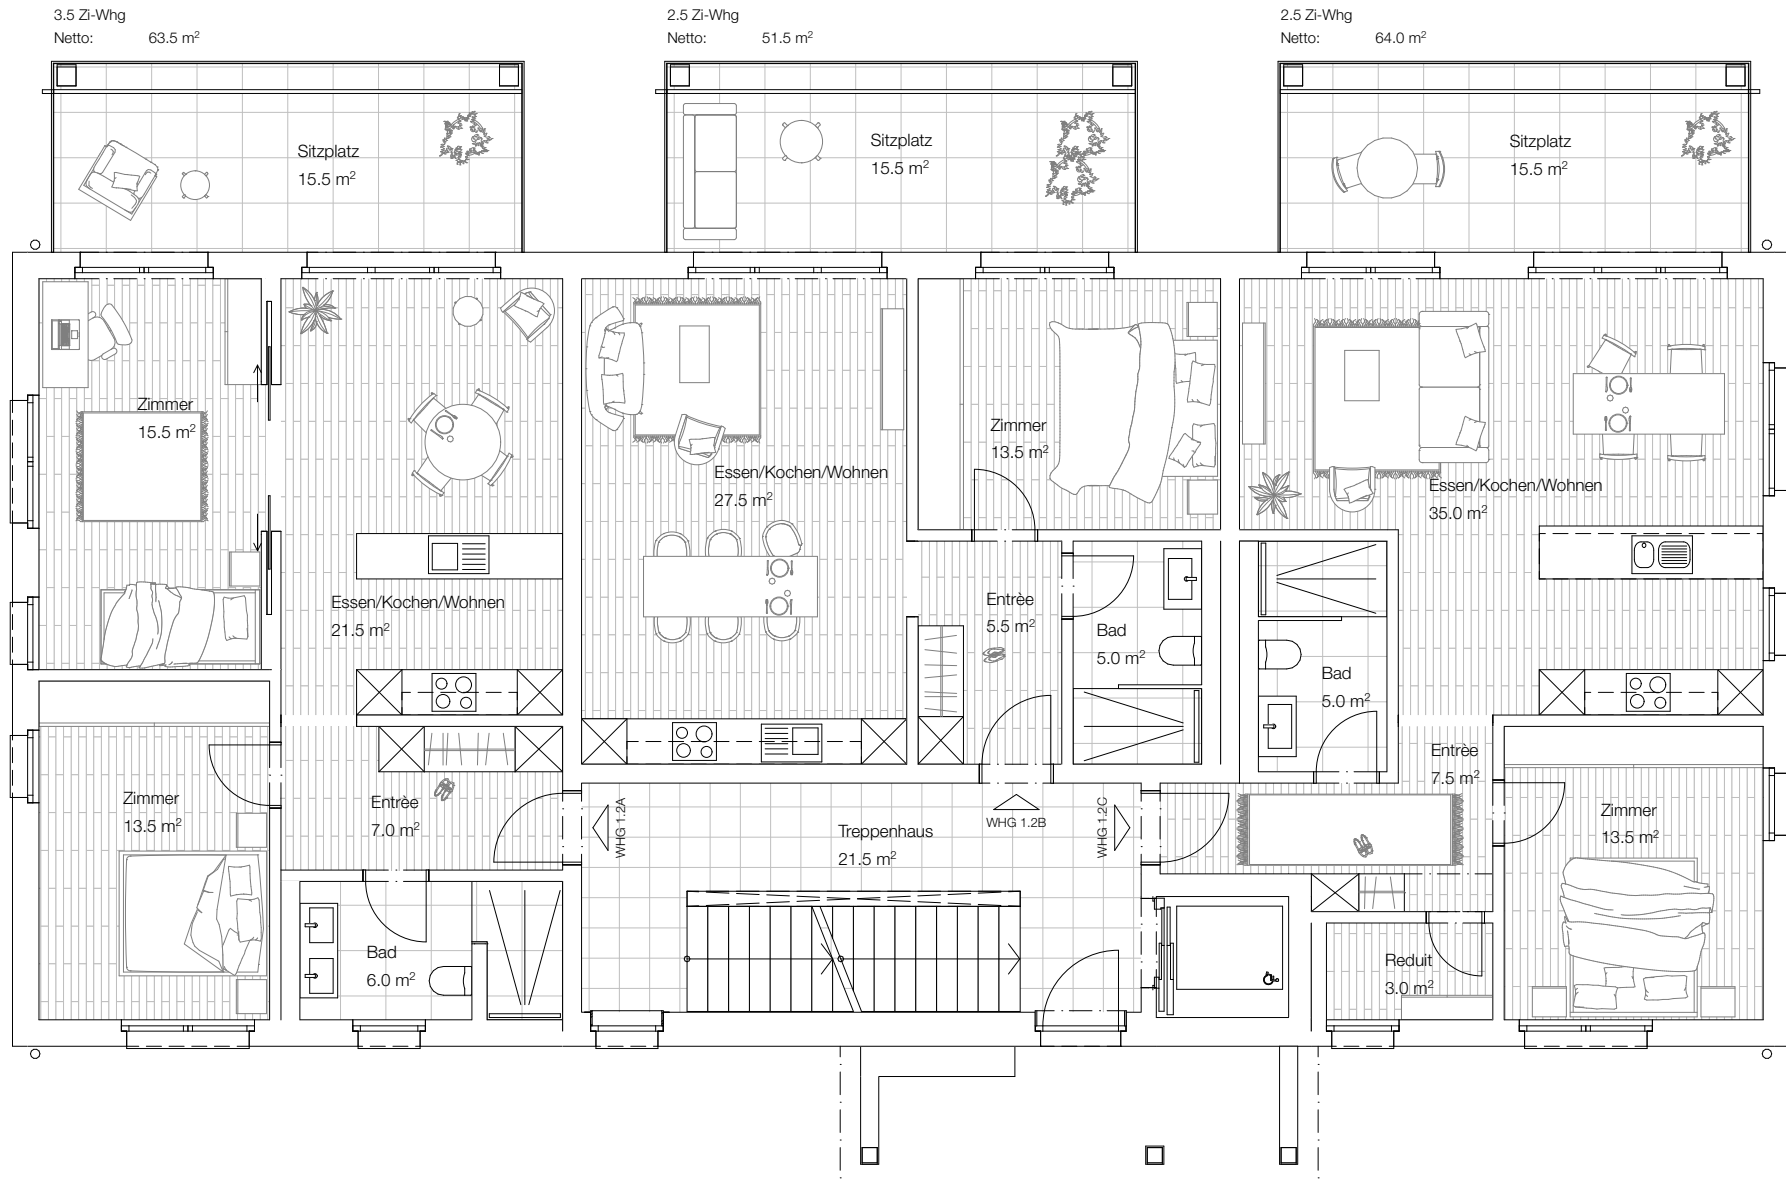 3.5 Zi-Whg
Netto: 63.5 m²
2.5 Zi-Whg
Netto: 51.5 m²
2.5 Zi-Whg
Netto: 64.0 m²
Sitzplatz
15.5 m²
Sitzplatz
15.5 m²
Sitzplatz
15.5 m²
Zimmer
15.5 m²
Essen/Kochen/Wohnen
21.5 m²
Essen/Kochen/Wohnen
27.5 m²
Zimmer
13.5 m²
Essen/Kochen/Wohnen
35.0 m²
Entrèe
5.5 m²
Bad
5.0 m²
Bad
5.0 m²
Entrèe
7.5 m²
Zimmer
13.5 m²
Entrèe
7.0 m²
WHG 1.2A
Treppenhaus
21.5 m²
WHG 1.2B
WHG 1.2C
Zimmer
13.5 m²
Bad
6.0 m²
Reduit
3.0 m²